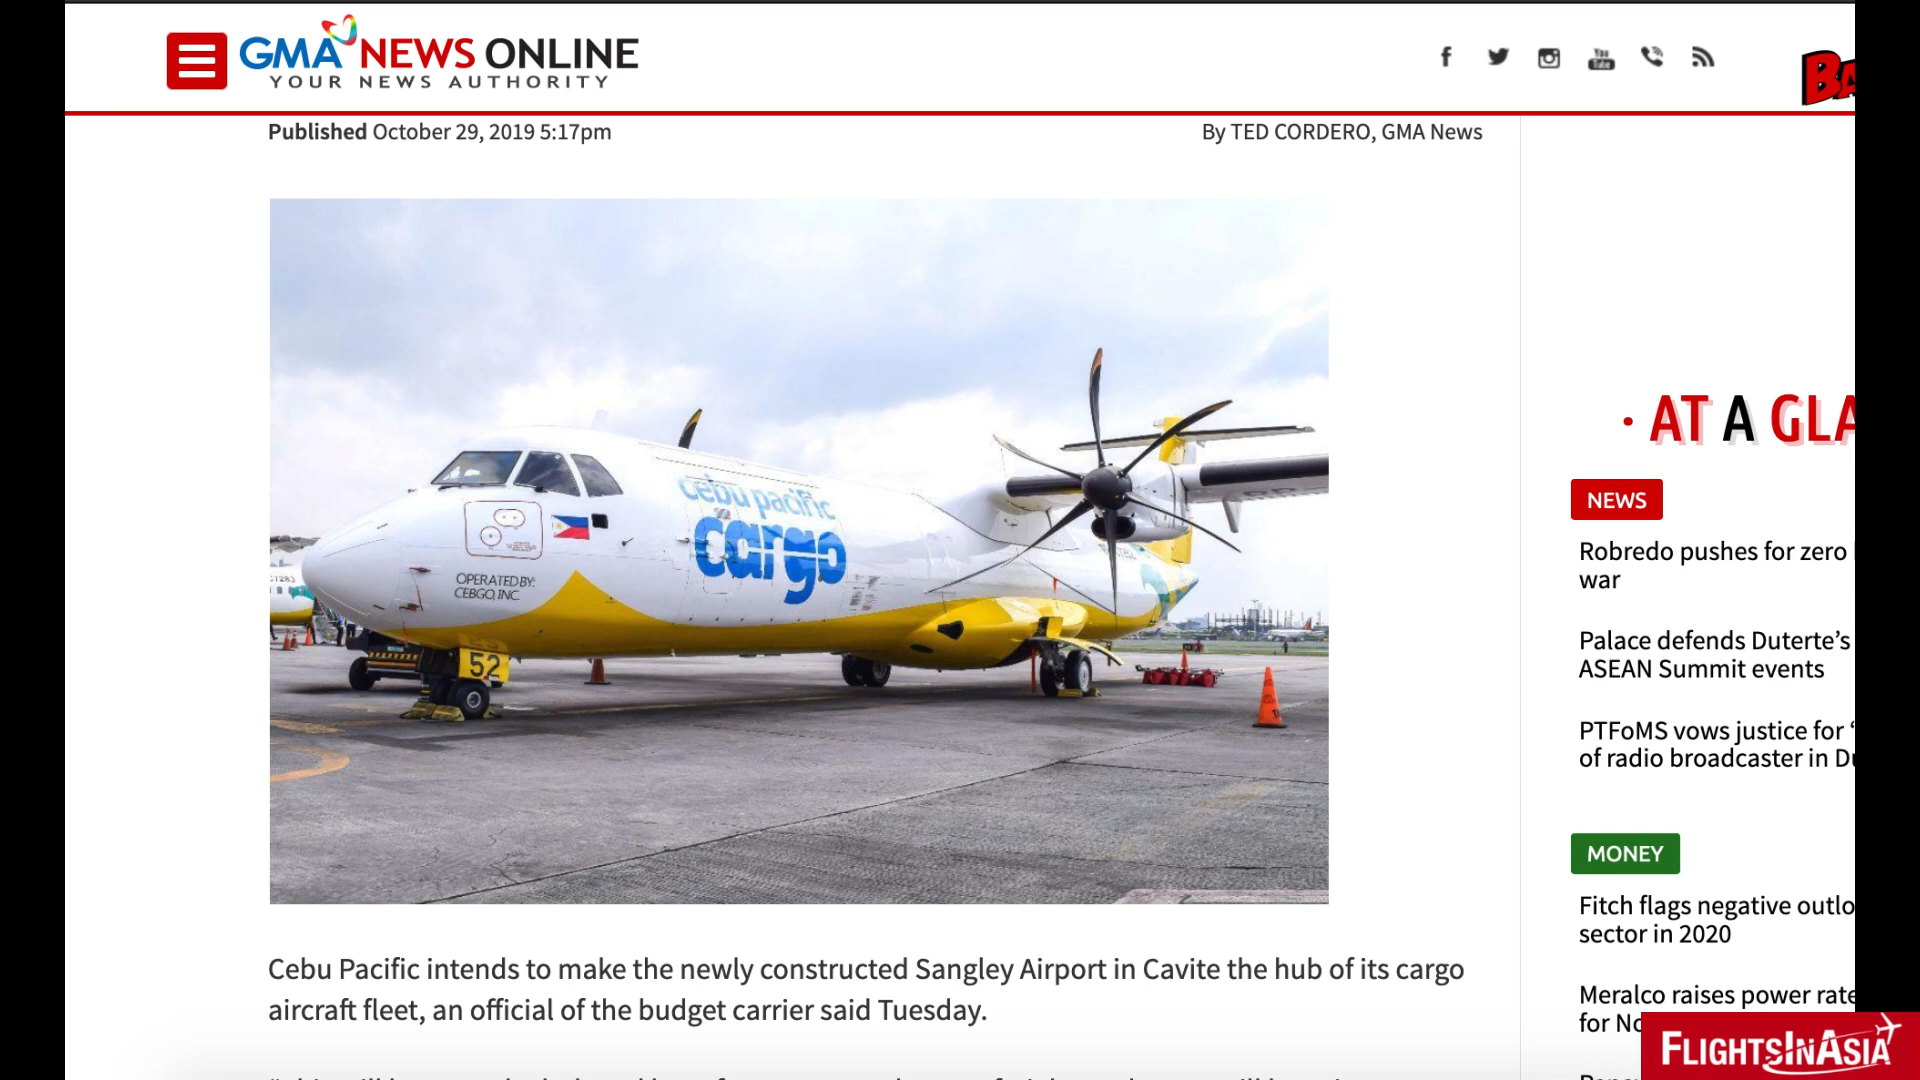 GMA NEWS ONLINE
YOUR NEWS AUTHORITY
Published October 29, 2019 5:17pm
By TED CORDERO, GMA News
cebu pacific
cargo
OPERATED BY:
CEBGO, INC.
52
Cebu Pacific intends to make the newly constructed Sangley Airport in Cavite the hub of its cargo
aircraft fleet, an official of the budget carrier said Tuesday.
• AT A GLA
NEWS
Robredo pushes for zero
war
Palace defends Duterte’s
ASEAN Summit events
PTFoMS vows justice for ‘
of radio broadcaster in
MONEY
Fitch flags negative outlo
sector in 2020
Meralco raises power rate
for No
FLIGHTSINASIA